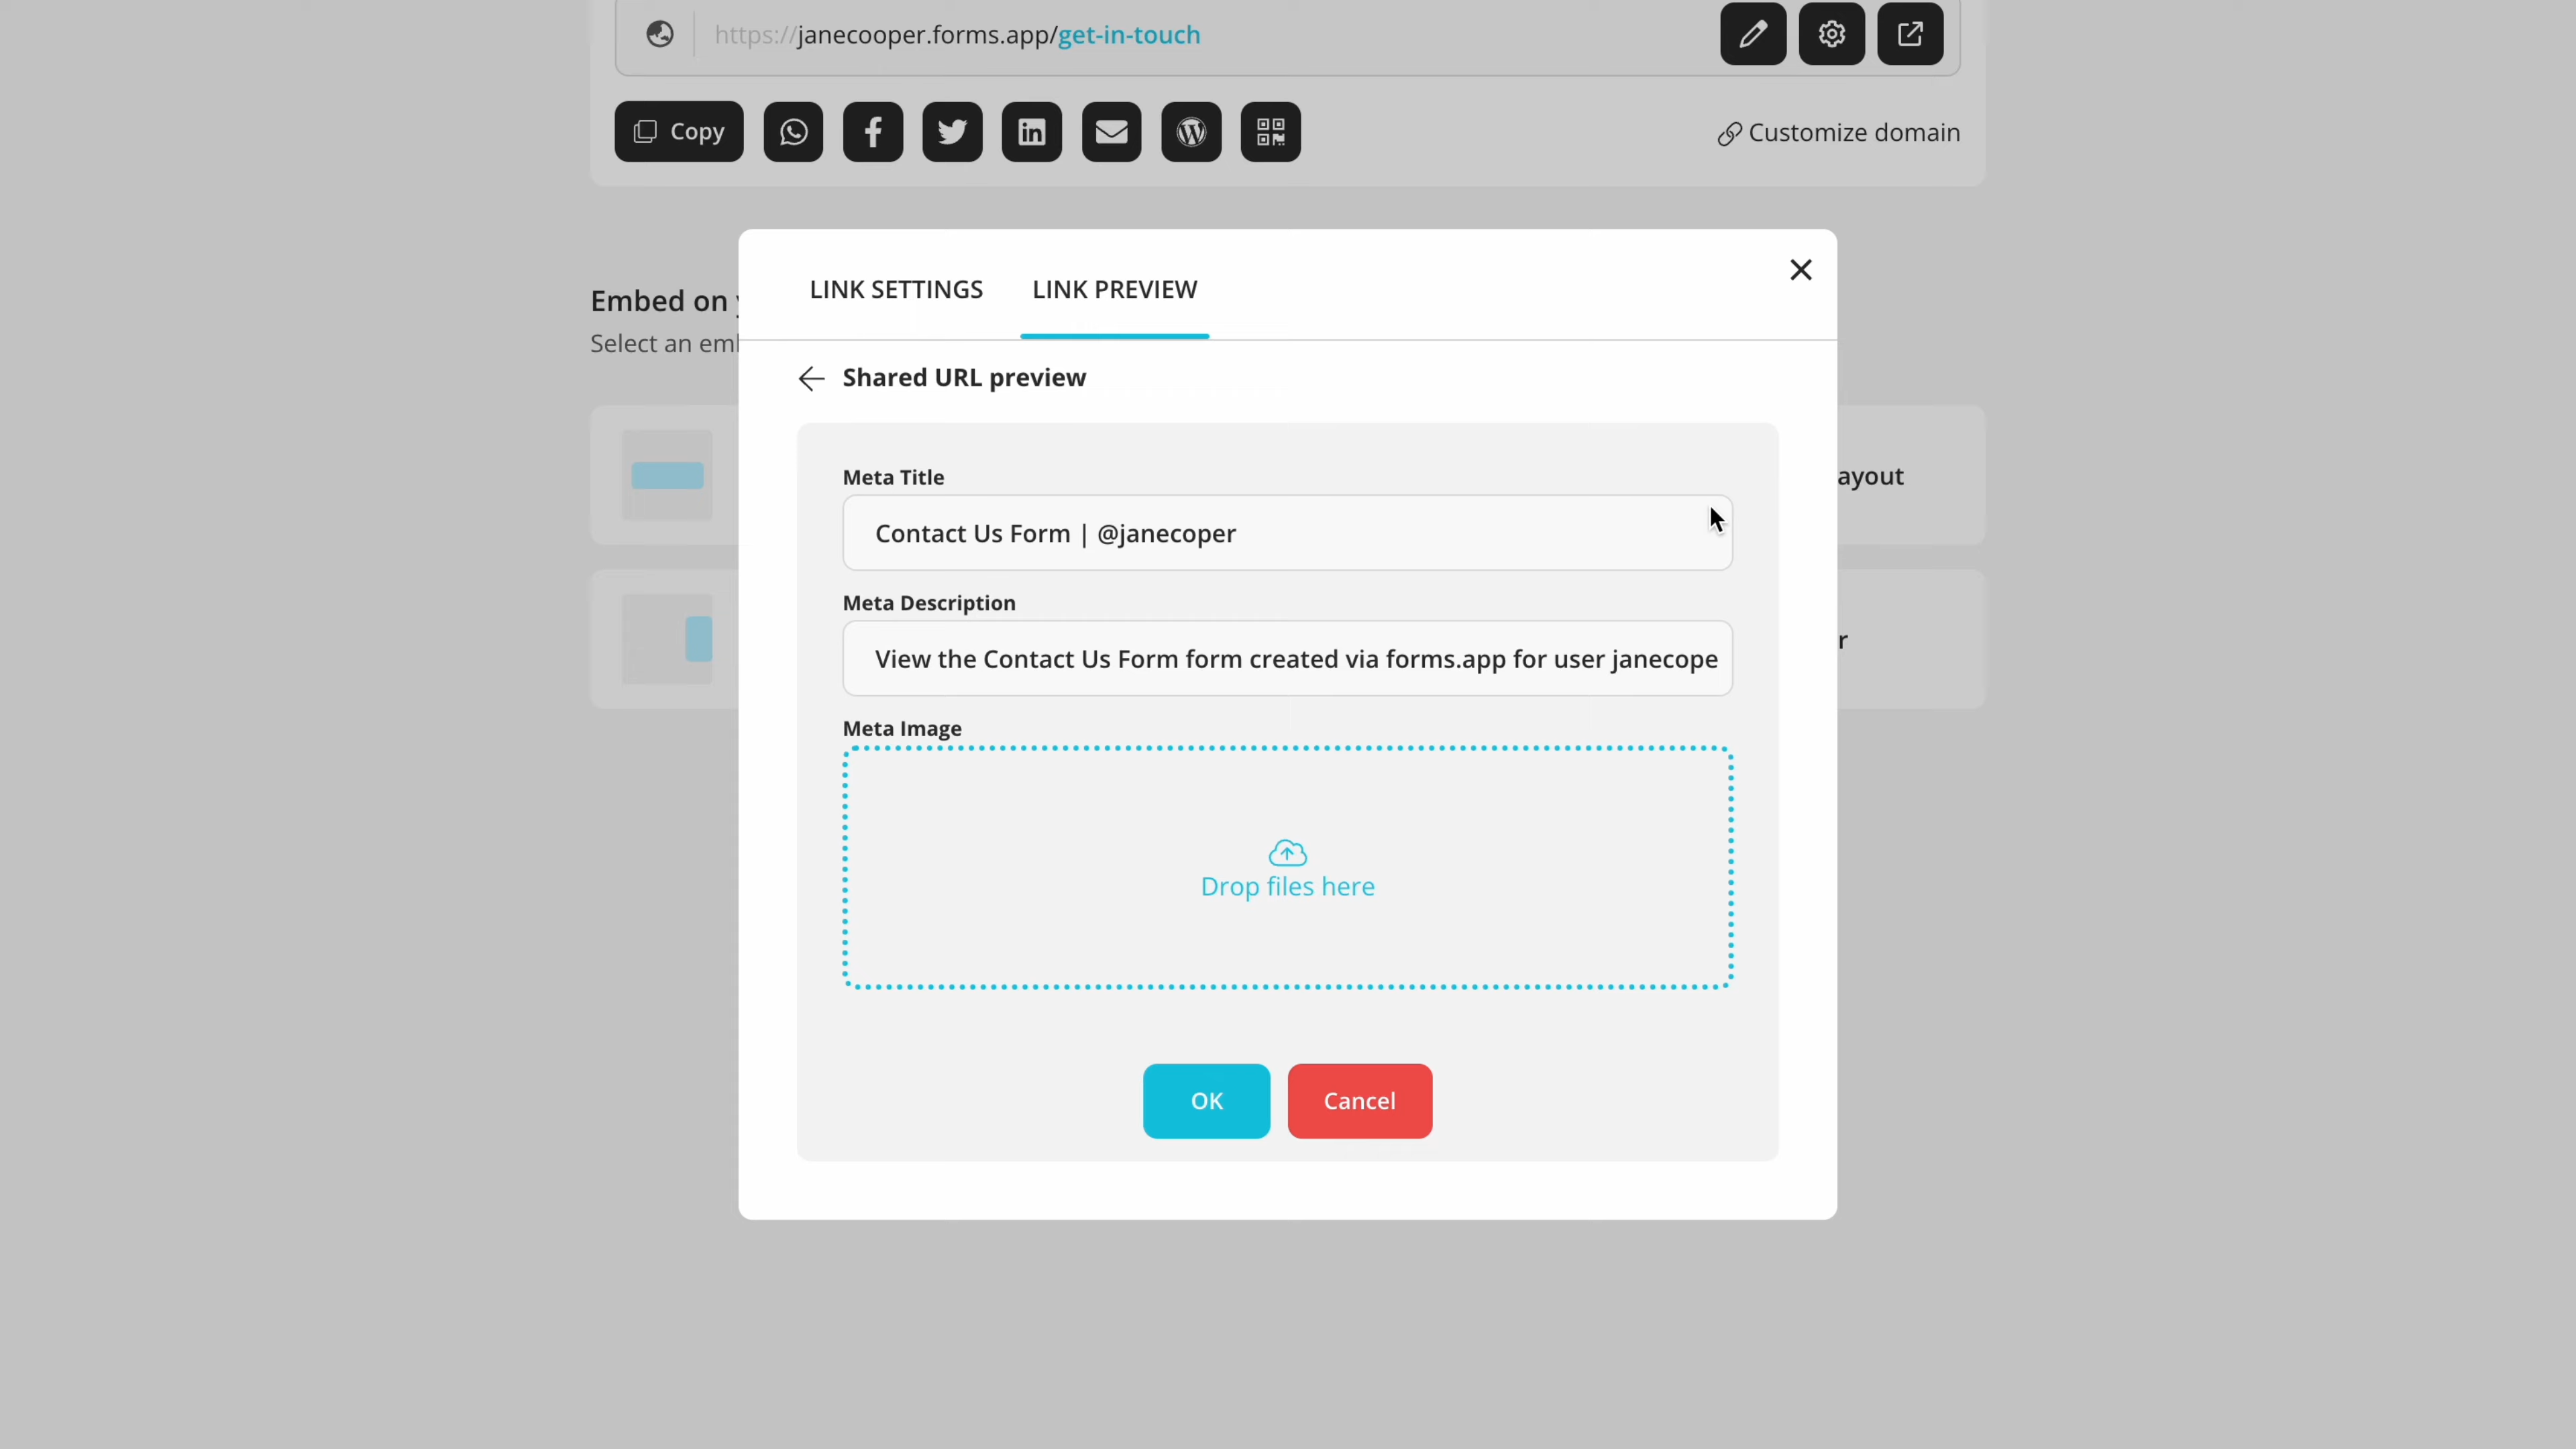 https://janecooper.forms.app/get-in-touch
Copy
Customize domain
Embed on
Select an
LINK SETTINGS
LINK PREVIEW
Shared URL preview
Meta Title
Contact Us Form | @janecoper
ayout
Meta Description
View the Contact Us Form form created via forms.app for user janecope
r
Meta Image
Drop files here
OK
Cancel